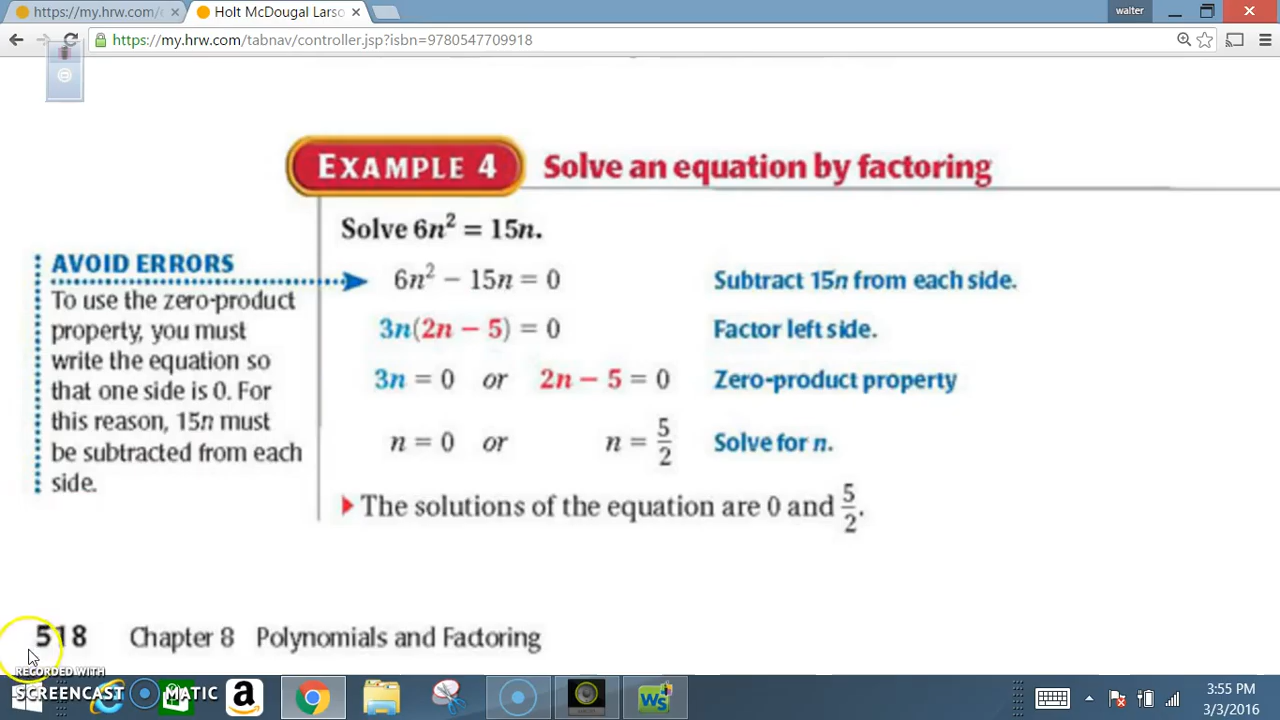 https://my.hrw.com/
Holt McDougal Larso
walter
https://my.hrw.com/tabnav/controller.jsp?isbn=9780547709918
EXAMPLE 4 Solve an equation by factoring
Solve 6n² = 15n.
AVOID ERRORS
To use the zero-product
property, you must
write the equation so
that one side is 0. For
this reason, 15n must
be subtracted from each
side.
6n² − 15n = 0 Subtract 15n from each side.
3n(2n − 5) = 0 Factor left side.
3n = 0 or 2n − 5 = 0 Zero-product property
n = 0 or n = 5/2 Solve for n.
The solutions of the equation are 0 and 5/2.
518 Chapter 8 Polynomials and Factoring
RECORDED WITH
SCREENCAST MATIC
3:55 PM
3/3/2016